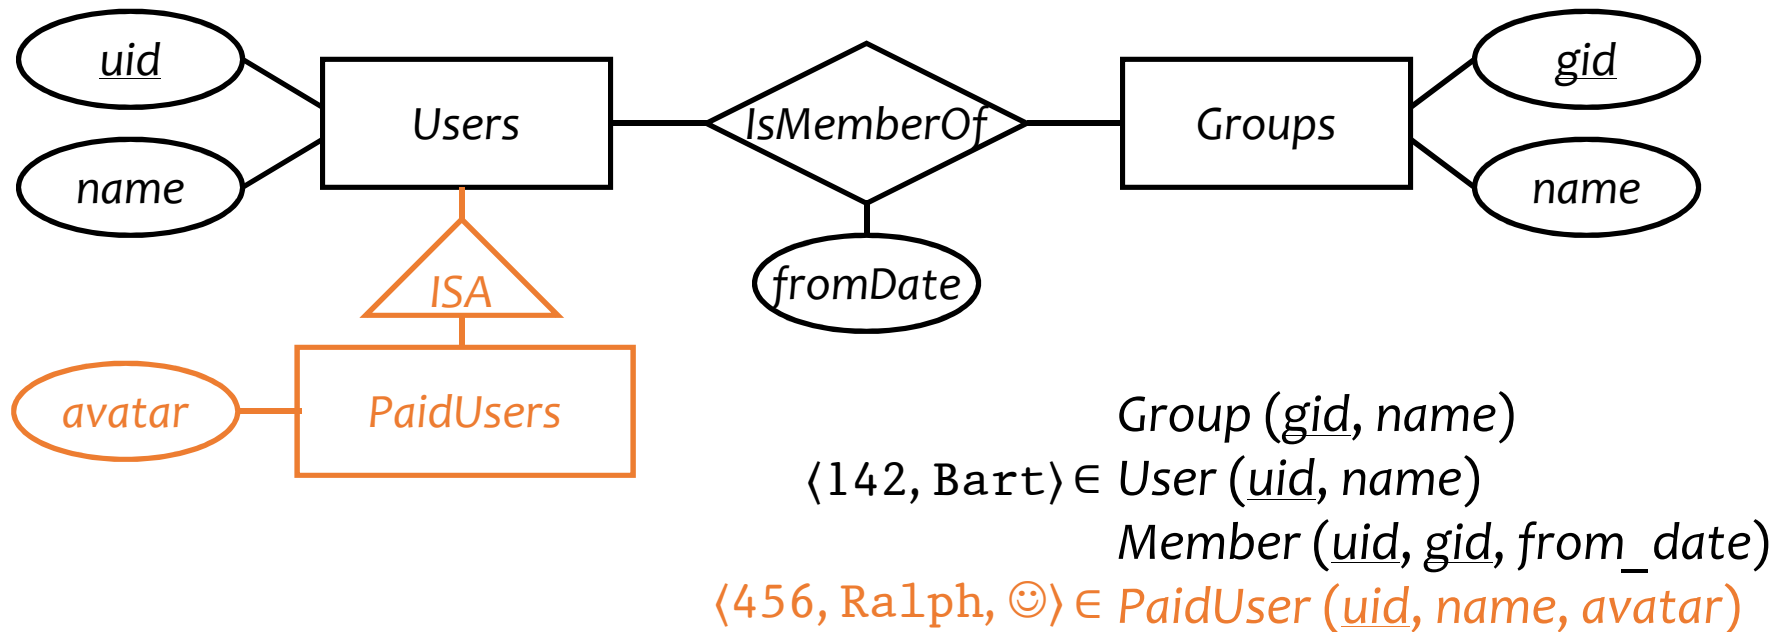 uid
name
Users
IsMemberOf
fromDate
Groups
gid
name
ISA
avatar
PaidUsers
Group (gid, name)
⟨142, Bart⟩ ∈ User (uid, name)
Member (uid, gid, from_date)
⟨456, Ralph, ☺⟩ ∈ PaidUser (uid, name, avatar)